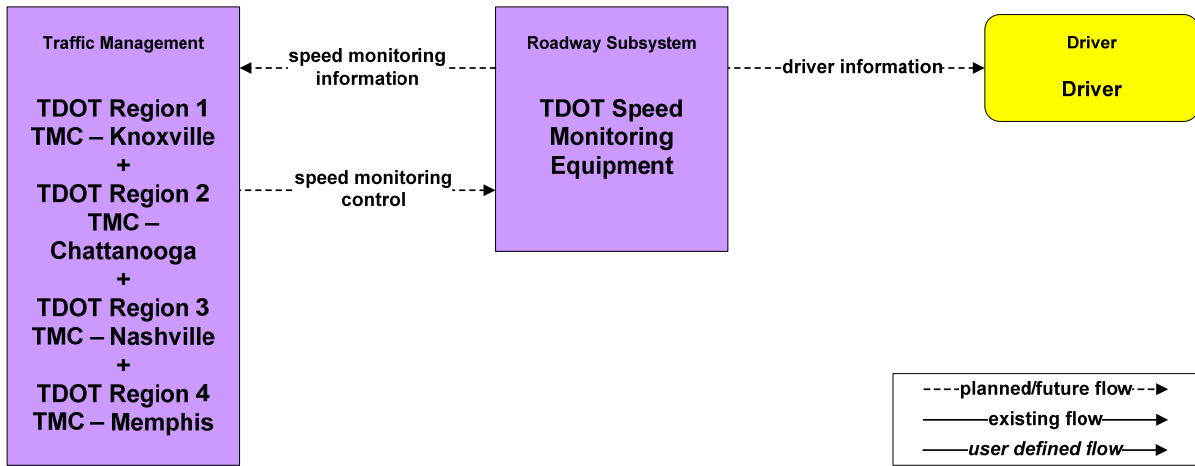 Traffic Management
TDOT Region 1
TMC – Knoxville
+
TDOT Region 2
TMC –
Chattanooga
+
TDOT Region 3
TMC – Nashville
+
TDOT Region 4
TMC – Memphis
speed monitoring
information
speed monitoring
control
Roadway Subsystem
TDOT Speed
Monitoring
Equipment
driver information
Driver
Driver
planned/future flow
existing flow
user defined flow